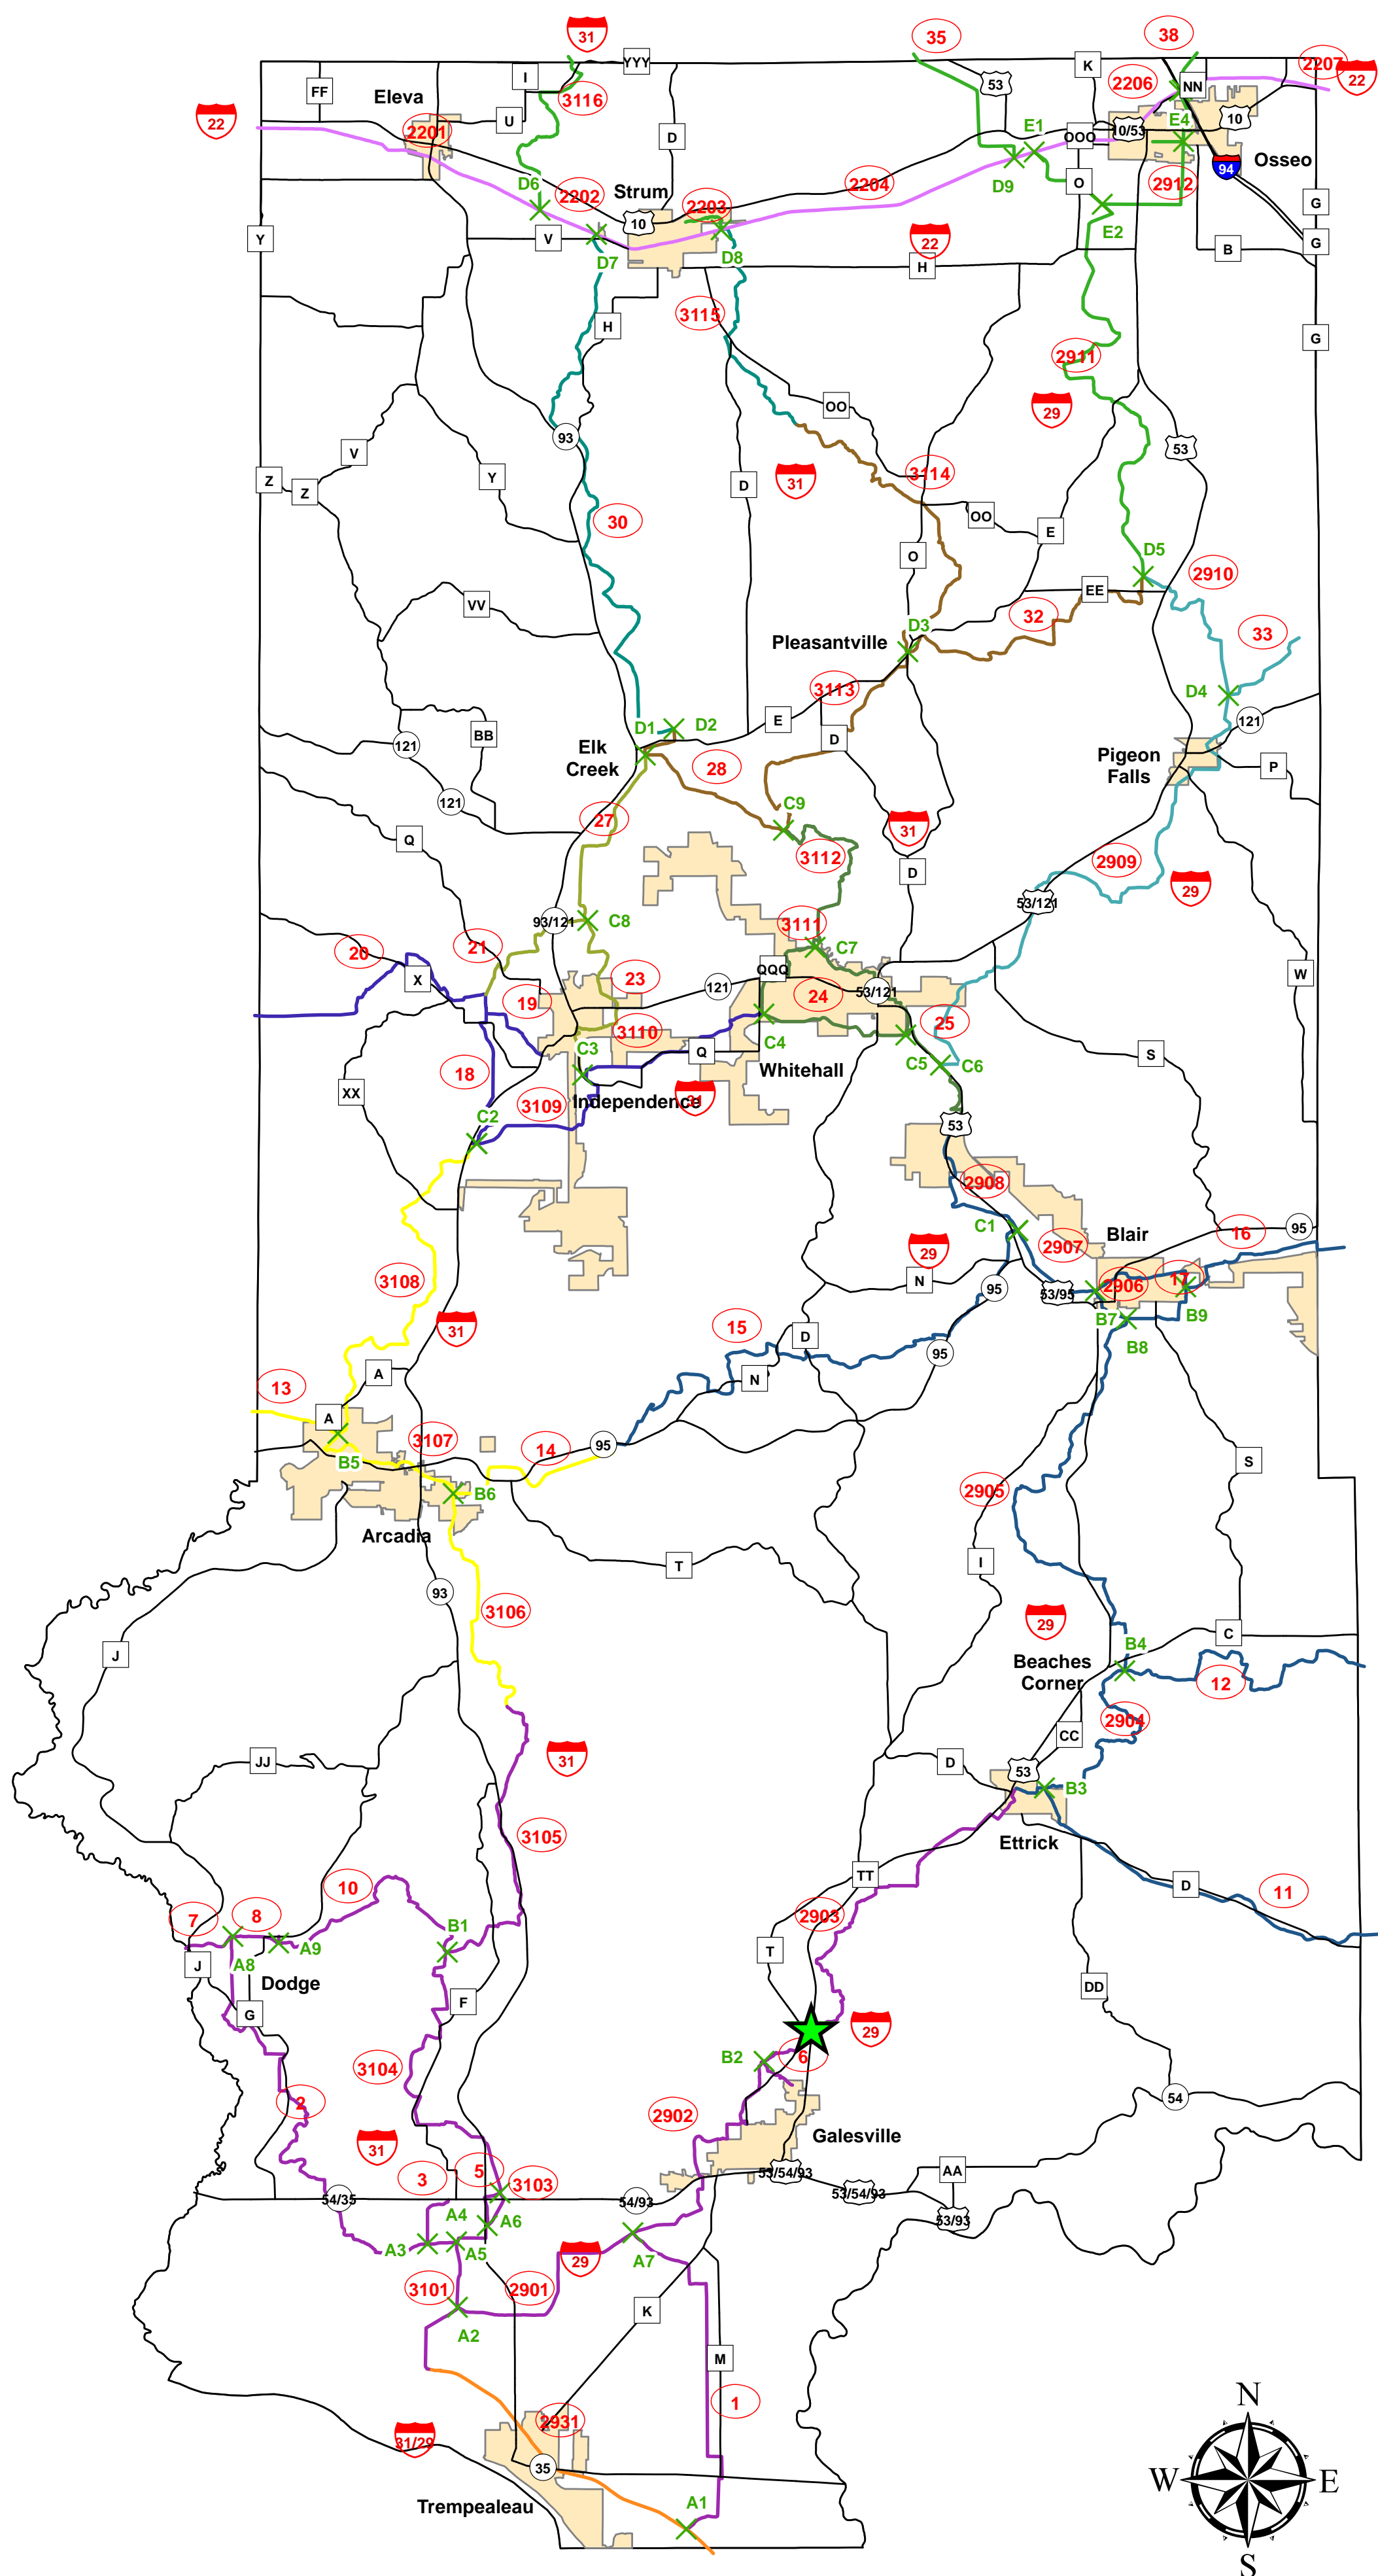 31
35
38
K
2207
22
YYY
I
FF
3116
53
2206
NN
Eleva
22
U
10
2201
D
E1
OOO
10/53
E4
Osseo
94
D6
2202
Strum
2204
D9
O
2912
G
2203
10
E2
Y
V
22
G
B
D7
D8
H
3115
H
G
2911
OO
29
93
53
V
Z
Z
Y
D
31
3114
30
OO
E
O
D5
2910
EE
VV
32
33
D3
Pleasantville
D4
3113
E
121
D1
D2
BB
121
D
Elk
Creek
28
Pigeon
Falls
P
121
C9
27
31
Q
3112
2909
D
29
53/121
93/121
C8
3111
C7
20
21
QQQ
W
X
23
121
24
53/121
19
25
3110
C4
C3
Q
S
C5
C6
18
Whitehall
XX
31
3109
Independence
C2
53
2908
C1
16
95
Blair
29
2907
3108
N
95
53/95
2906
17
B7
B9
31
15
D
B8
95
A
N
13
A
3107
14
95
B5
S
B6
2905
Arcadia
I
T
93
3106
29
C
B4
J
Beaches
Corner
12
2904
CC
JJ
31
D
53
B3
3105
Ettrick
TT
10
D
11
7
8
2903
B1
A9
T
J
A8
Dodge
DD
F
G
29
B2
6
3104
2
54
2902
31
Galesville
3
5
3103
53/54/93
AA
54/35
54/93
53/54/93
A4
A6
53/93
A3
A5
29
A7
3101
2901
K
A2
M
N
1
2931
31/29
35
W
E
A1
Trempealeau
S